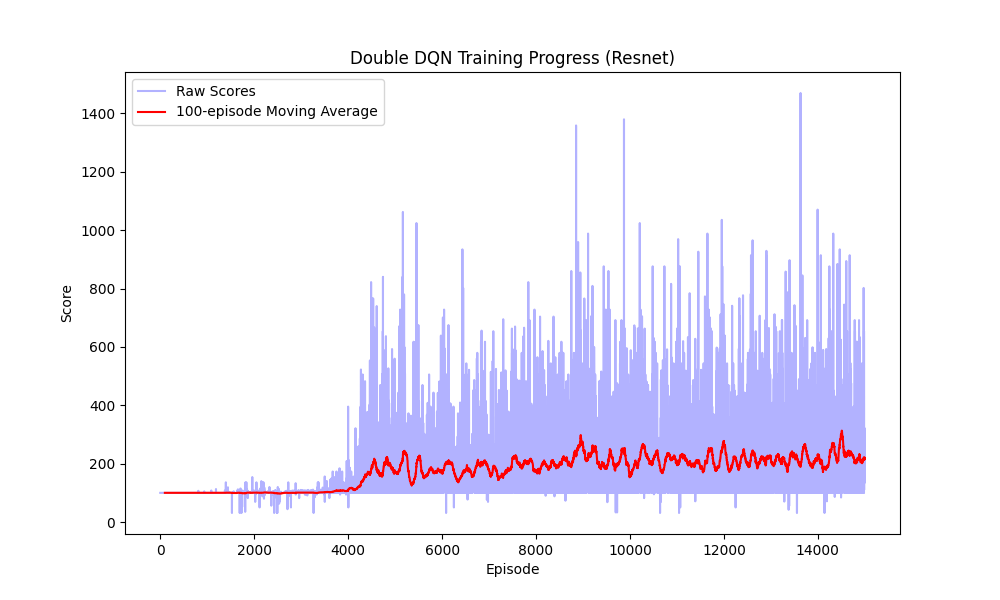 Double DQN Training Progress (Resnet)
Raw Scores
100-episode Moving Average
1400
1200
1000
800
600
400
200
0
Score
0 2000 4000 6000 8000 10000 12000 14000
Episode